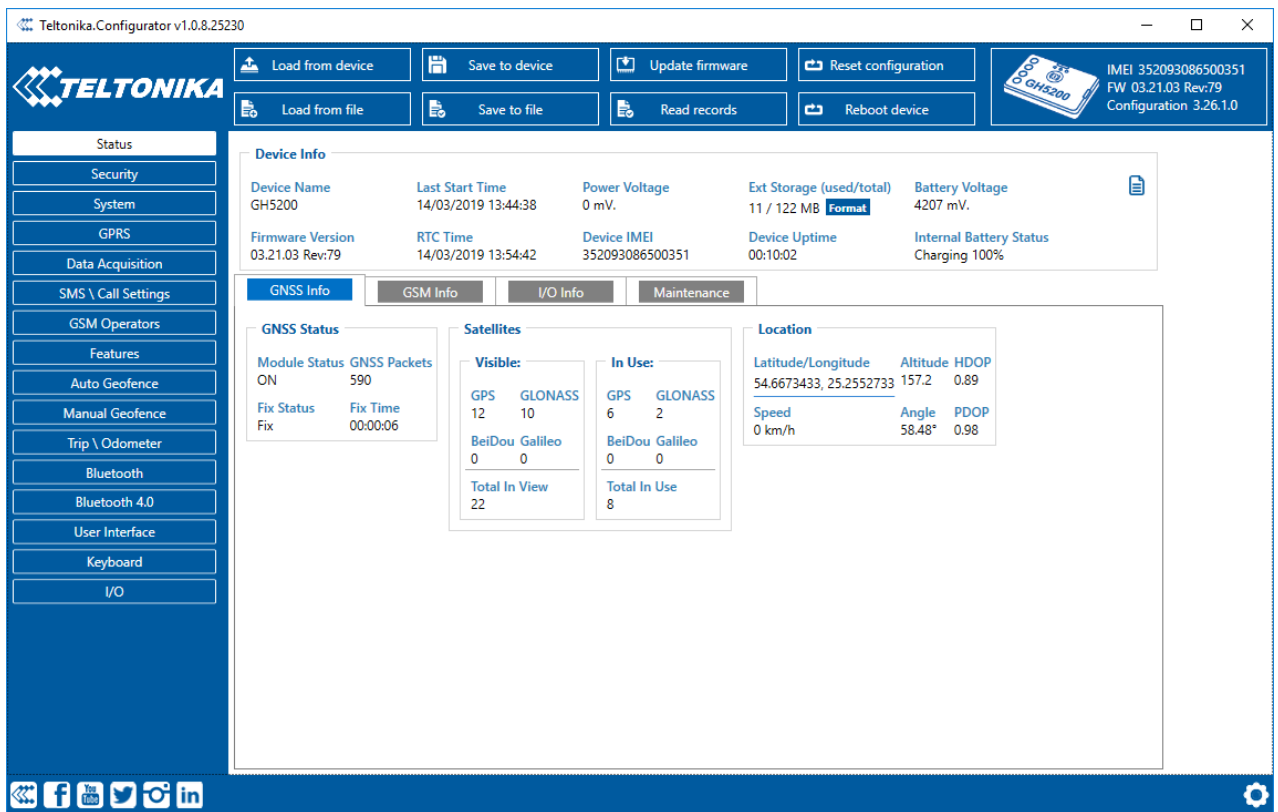 Teltonika.Configurator v1.0.8.25230
TELTONIKA
Load from device
Save to device
Update firmware
Reset configuration
Load from file
Save to file
Read records
Reboot device
GH5200
IMEI 352093086500351
FW 03.21.03 Rev:79
Configuration 3.26.1.0
Status
Security
System
GPRS
Data Acquisition
SMS \ Call Settings
GSM Operators
Features
Auto Geofence
Manual Geofence
Trip \ Odometer
Bluetooth
Bluetooth 4.0
User Interface
Keyboard
I/O
Device Info
Device Name
GH5200
Last Start Time
14/03/2019 13:44:38
Power Voltage
0 mV.
Ext Storage (used/total)
11 / 122 MB Format
Battery Voltage
4207 mV.
Firmware Version
03.21.03 Rev:79
RTC Time
14/03/2019 13:54:42
Device IMEI
352093086500351
Device Uptime
00:10:02
Internal Battery Status
Charging 100%
GNSS Info
GSM Info
I/O Info
Maintenance
GNSS Status
Module Status GNSS Packets
ON 590
Fix Status Fix Time
Fix 00:00:06
Satellites
Visible:
GPS GLONASS
12 10
BeiDou Galileo
0 0
Total In View
22
In Use:
GPS GLONASS
6 2
BeiDou Galileo
0 0
Total In Use
8
Location
Latitude/Longitude Altitude HDOP
54.6673433, 25.2552733 157.2 0.89
Speed Angle PDOP
0 km/h 58.48° 0.98
You
Tube